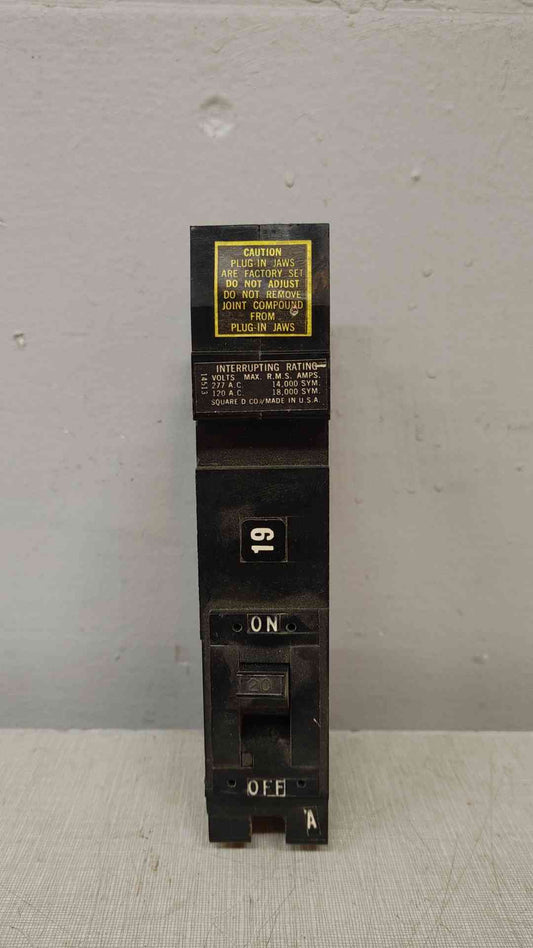 CAUTION
PLUG-IN JAWS
ARE FACTORY SET
DO NOT ADJUST
DO NOT REMOVE
JOINT COMPOUND
FROM
PLUG-IN JAWS
INTERRUPTING RATING
VOLTS MAX. R.M.S. AMPS.
277 A.C. 14,000 SYM.
120 A.C. 18,000 SYM.
SQUARE D CO.//MADE IN U.S.A.
14513
19
ON
20
OFF
A